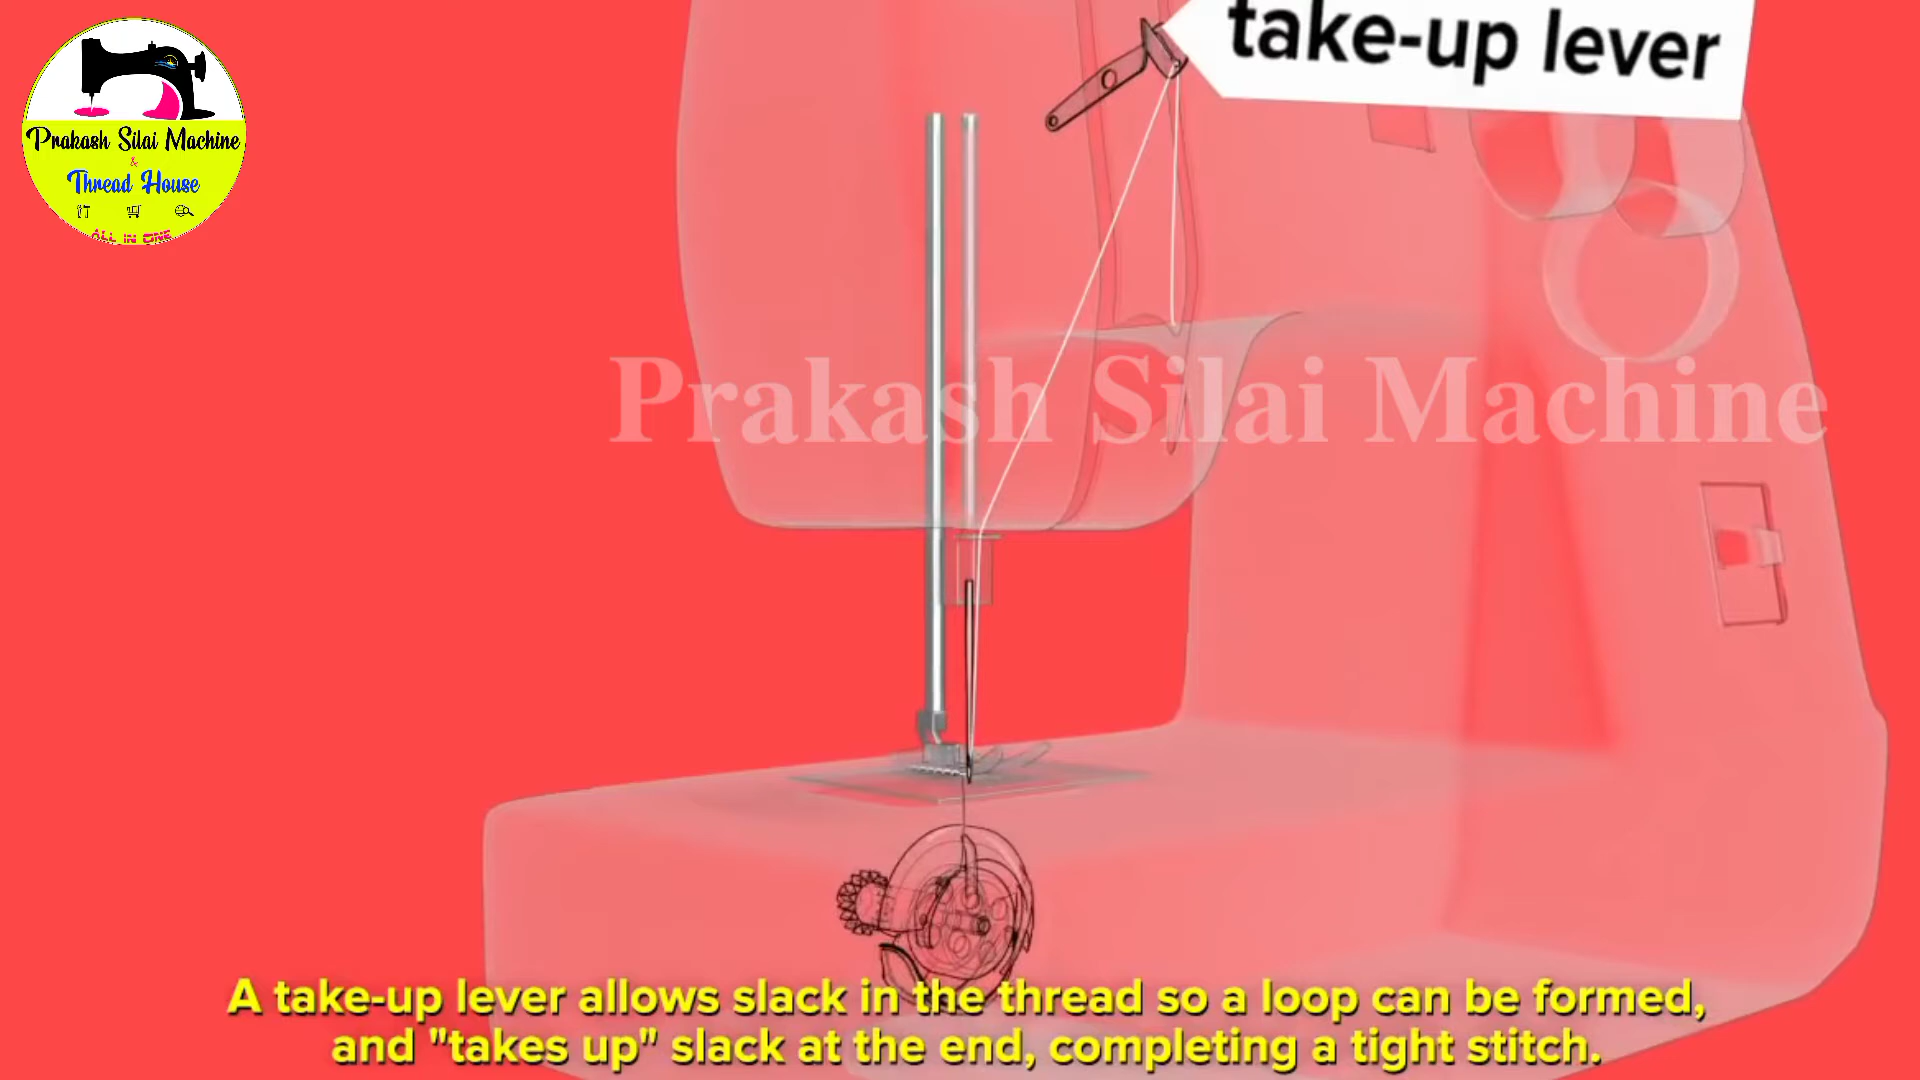 take-up lever
Prakash Silai Machine
&
Thread House
ALL IN ONE
Prakash Silai Machine
A take-up lever allows slack in the thread so a loop can be formed,
and "takes up" slack at the end, completing a tight stitch.